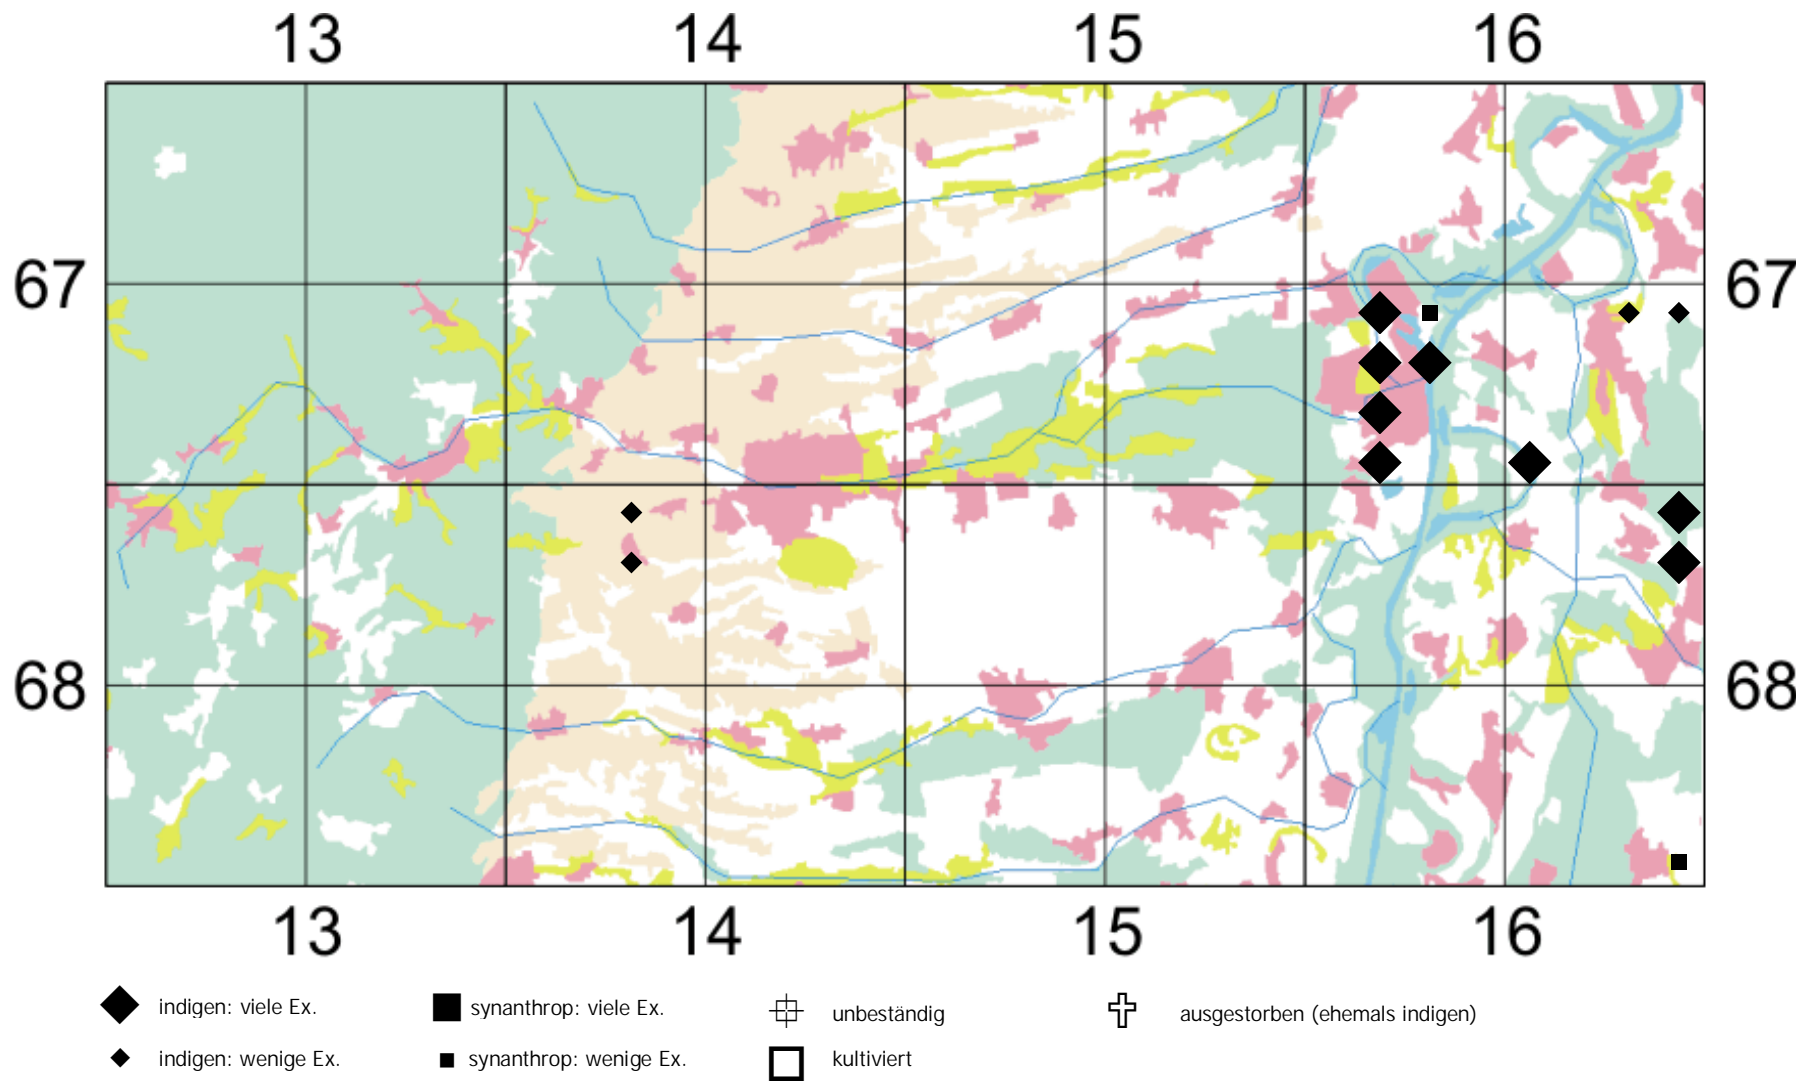 13 14 15 16
67 67
68 68
13 14 15 16
indigen: viele Ex. synanthrop: viele Ex. unbeständig ausgestorben (ehemals indigen)
indigen: wenige Ex. synanthrop: wenige Ex. kultiviert